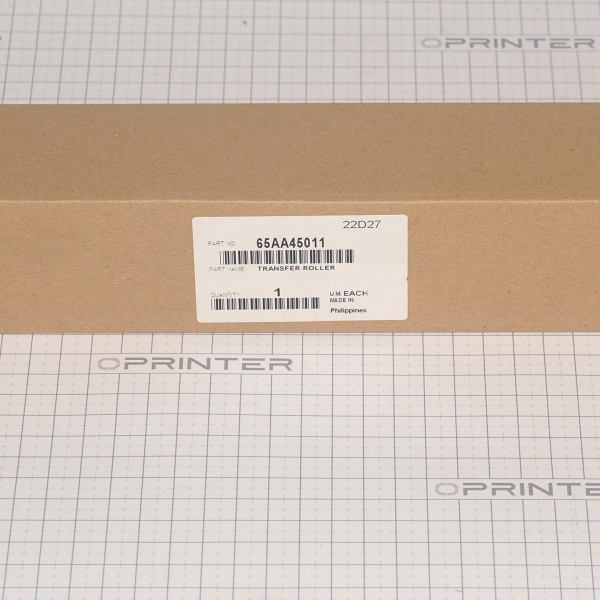 OPRINTER
22D27
PART NO. 65AA45011
PART NAME TRANSFER ROLLER
QUANTITY: 1 U/M: EACH
MADE IN:
Philippines
OPRINTER
OPRINTER